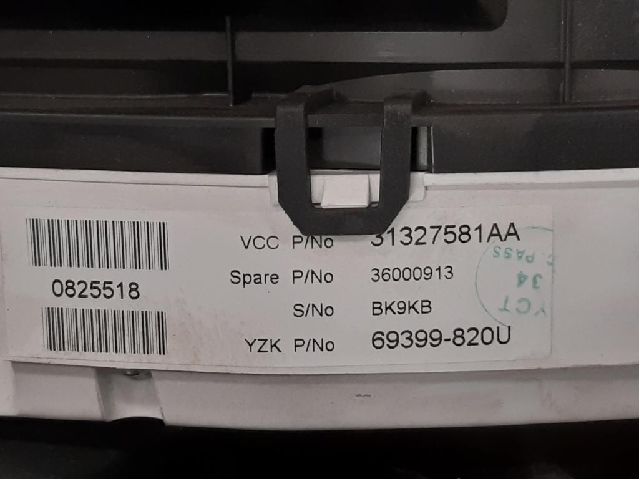 VCC P/No 31327581AA
Spare P/No 36000913
0825518
S/No BK9KB
YZK P/No 69399-820U
PASS
34
YCT